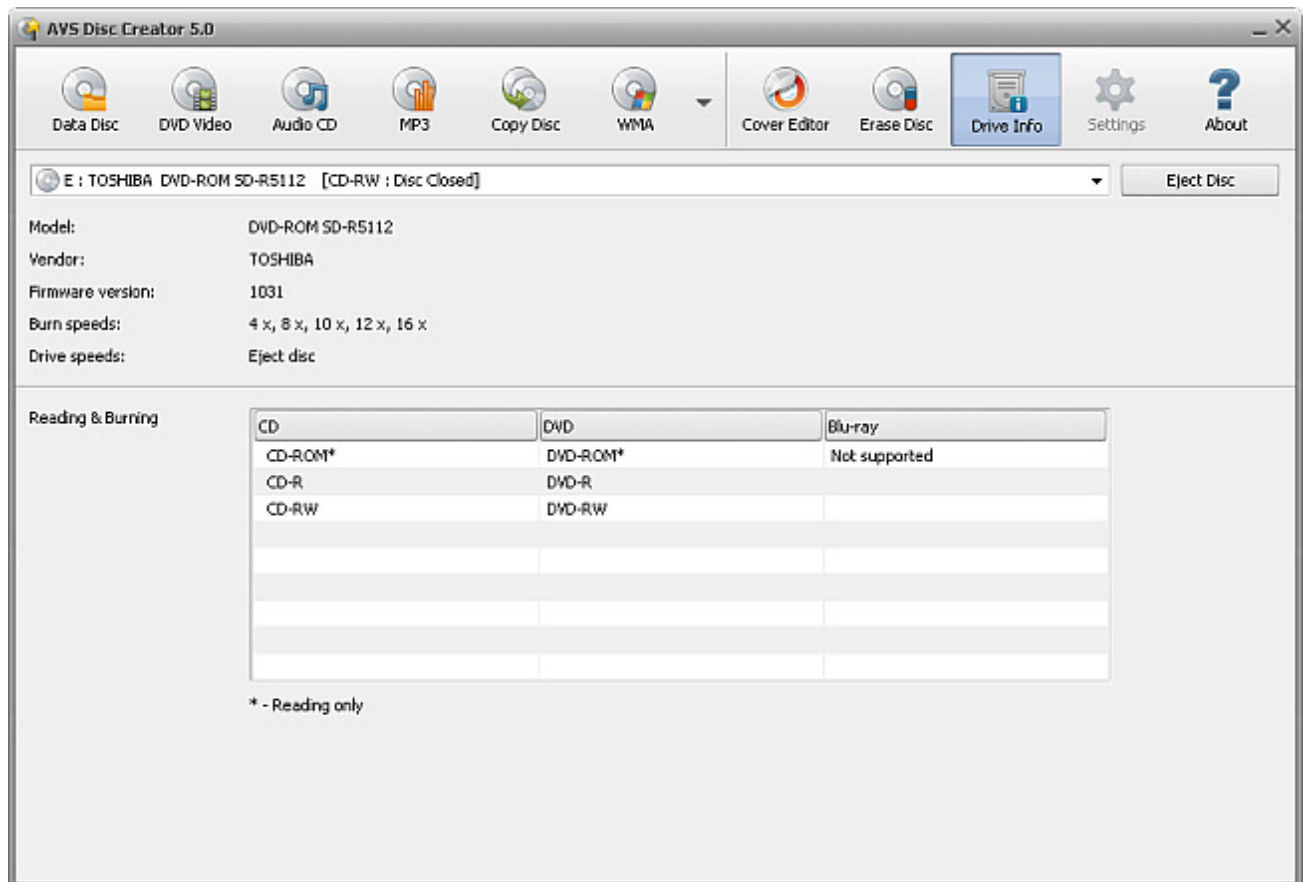 AVS Disc Creator 5.0
Data Disc DVD Video Audio CD MP3 Copy Disc WMA Cover Editor Erase Disc Drive Info Settings About
E : TOSHIBA DVD-ROM SD-R5112 [CD-RW : Disc Closed] Eject Disc
Model: DVD-ROM SD-R5112
Vendor: TOSHIBA
Firmware version: 1031
Burn speeds: 4 x, 8 x, 10 x, 12 x, 16 x
Drive speeds: Eject disc
Reading & Burning CD DVD Blu-ray
CD-ROM* DVD-ROM* Not supported
CD-R DVD-R
CD-RW DVD-RW
* - Reading only